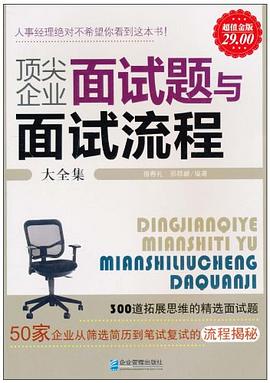 人事经理绝对不希望你看到这本书！
超值金版
29.00
顶尖企业
面试题与
面试流程
大全集
编著
DINGJIANQIYE
MIANSHITI YU
MIANSHILIUCHENG
DAQUANJI
300道拓展思维的精选面试题
50家企业从筛选简历到笔试复试的流程揭秘
企业管理出版社